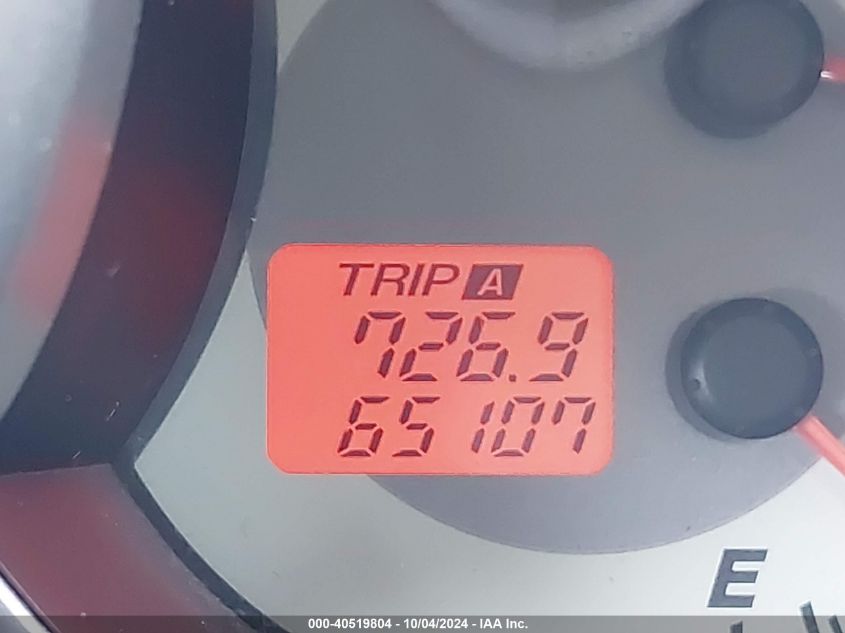 TRIP A
726.9
65107
E
000-40519804 - 10/04/2024 - IAA Inc.